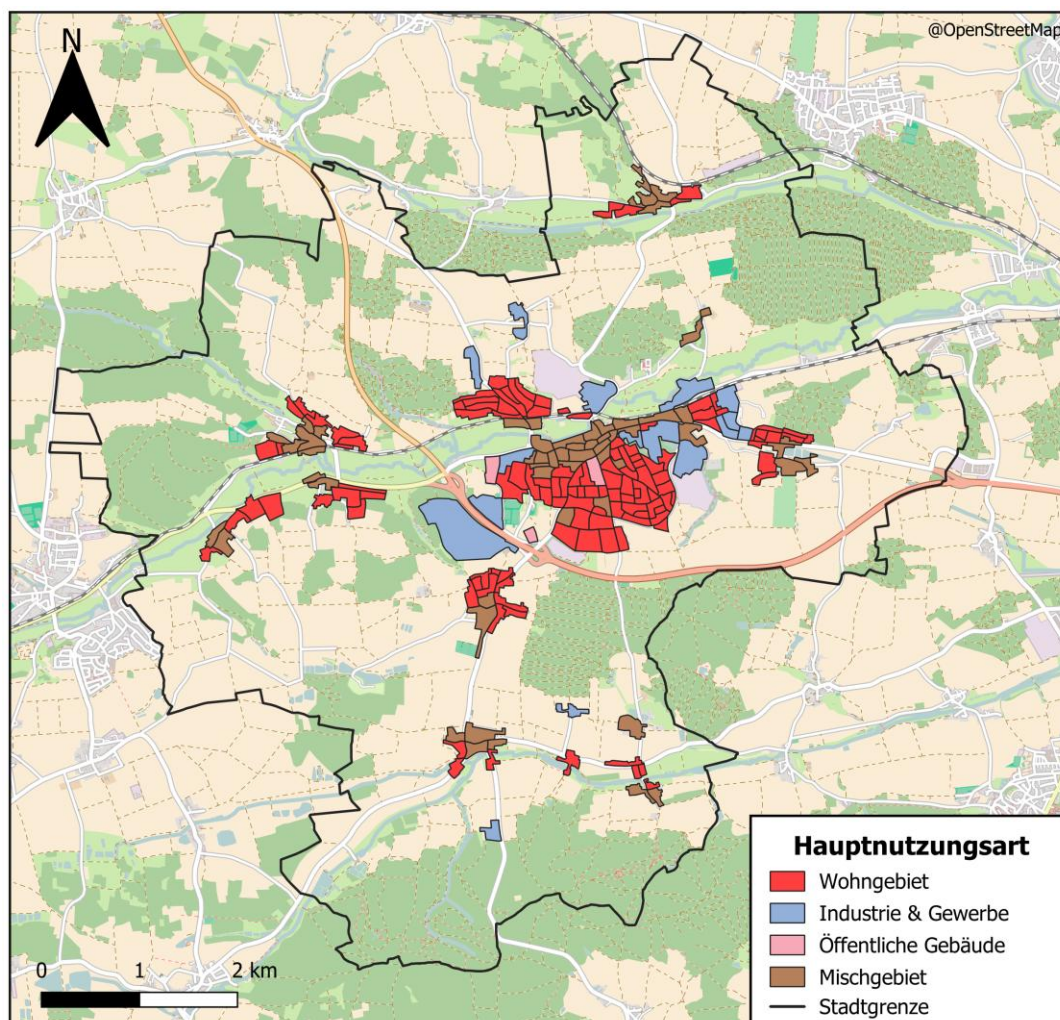 @OpenStreetMap
N
Hauptnutzungsart
Wohngebiet
Industrie & Gewerbe
Öffentliche Gebäude
Mischgebiet
Stadtgrenze
0 1 2 km